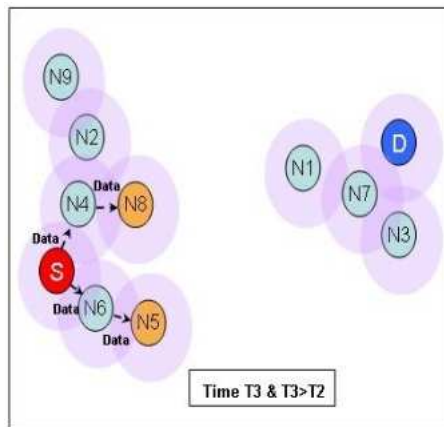 N9
N2
D
N1
Data
N4
N8
N7
Data
N3
S
Data
N6
N5
Data
Time T3 & T3>T2